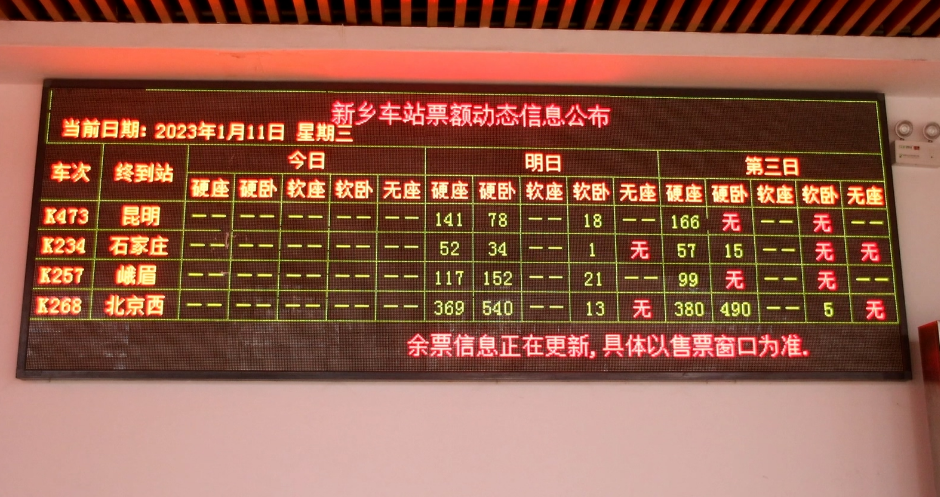 新乡车站票额动态信息公布
当前日期: 2023年1月11日 星期三
车次 终到站 今日 明日 第三日
硬座 硬卧 软座 软卧 无座 硬座 硬卧 软座 软卧 无座 硬座 硬卧 软座 软卧 无座
K473 昆明 -- -- -- -- -- 141 78 -- 18 -- 166 无 -- 无 --
K234 石家庄 -- -- -- -- -- 52 34 -- 1 无 57 15 -- 无 无
K257 峨眉 -- -- -- -- -- 117 152 -- 21 -- 99 无 -- 无 --
K268 北京西 -- -- -- -- -- 369 540 -- 13 无 380 490 -- 5 无
余票信息正在更新,具体以售票窗口为准.